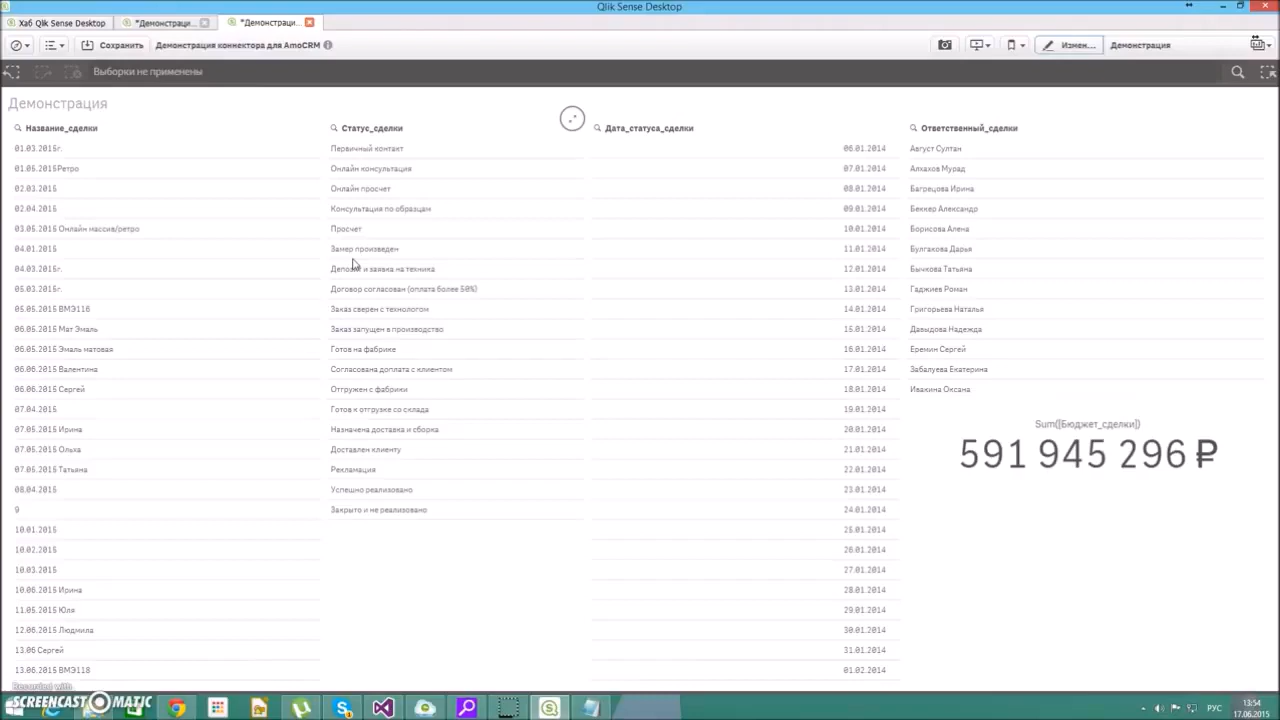 Qlik Sense Desktop
Хаб Qlik Sense Desktop
*Демонстраци...
*Демонстраци...
Сохранить
Демонстрация коннектора для AmoCRM
Измен...
Демонстрация
Выборки не применены
Демонстрация
Название_сделки
01.03.2015г.
01.05.2015Ретро
02.03.2015
02.04.2015
03.05.2015 Онлайн массив/ретро
04.01.2015
04.03.2015г.
05.03.2015г.
05.05.2015 ВМЭ116
06.05.2015 Мат Эмаль
06.05.2015 Эмаль матовая
06.06.2015 Валентина
06.06.2015 Сергей
07.04.2015
07.05.2015 Ирина
07.05.2015 Ольха
07.05.2015 Татьяна
08.04.2015
9
10.01.2015
10.02.2015
10.03.2015
10.06.2015 Ирина
11.05.2015 Юля
12.06.2015 Людмила
13.06 Сергей
13.06.2015 ВМЭ118
Статус_сделки
Первичный контакт
Онлайн консультация
Онлайн просчет
Консультация по образцам
Просчет
Замер произведен
Депозит и заявка на техника
Договор согласован (оплата более 50%)
Заказ сверен с технологом
Заказ запущен в производство
Готов на фабрике
Согласована доплата с клиентом
Отгружен с фабрики
Готов к отгрузке со склада
Назначена доставка и сборка
Доставлен клиенту
Рекламация
Успешно реализовано
Закрыто и не реализовано
Дата_статуса_сделки
06.01.2014
07.01.2014
08.01.2014
09.01.2014
10.01.2014
11.01.2014
12.01.2014
13.01.2014
14.01.2014
15.01.2014
16.01.2014
17.01.2014
18.01.2014
19.01.2014
20.01.2014
21.01.2014
22.01.2014
23.01.2014
24.01.2014
25.01.2014
26.01.2014
27.01.2014
28.01.2014
29.01.2014
30.01.2014
31.01.2014
01.02.2014
Ответственный_сделки
Август Султан
Алхахов Мурад
Багрецова Ирина
Беккер Александр
Борисова Алена
Булгакова Дарья
Бычкова Татьяна
Гаджиев Роман
Григорьева Наталья
Давыдова Надежда
Еремин Сергей
Забалуева Екатерина
Ивакина Оксана
Sum([Бюджет_сделки])
591 945 296 ₽
Recorded with
SCREENCAST MATIC
РУС
13:54
17.06.2015